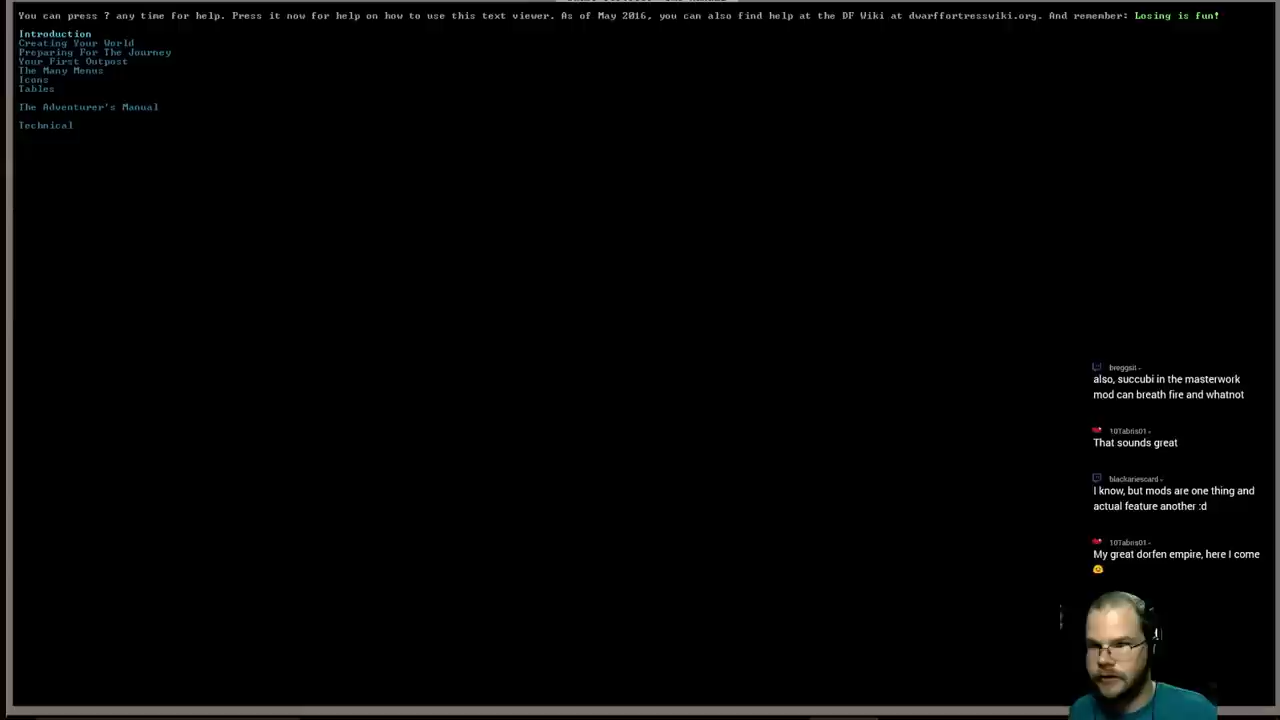 You can press ? any time for help. Press it now for help on how to use this text viewer. As of May 2016, you can also find help at the DF Wiki at dwarffortresswiki.org. And remember: Losing is fun!
Introduction
Creating Your World
Preparing For The Journey
Your First Outpost
The Many Menus
Icons
Tables
The Adventurer's Manual
Technical
breggsit -
also, succubi in the masterwork
mod can breath fire and whatnot
10Tabris01 -
That sounds great
blackariescard -
I know, but mods are one thing and
actual feature another :d
10Tabris01 -
My great dorfen empire, here I come